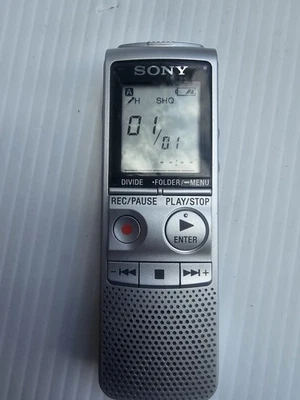 SONY
A
H SHQ
01/01
--:--
DIVIDE •FOLDER/—MENU
REC/PAUSE PLAY/STOP
ENTER
- +